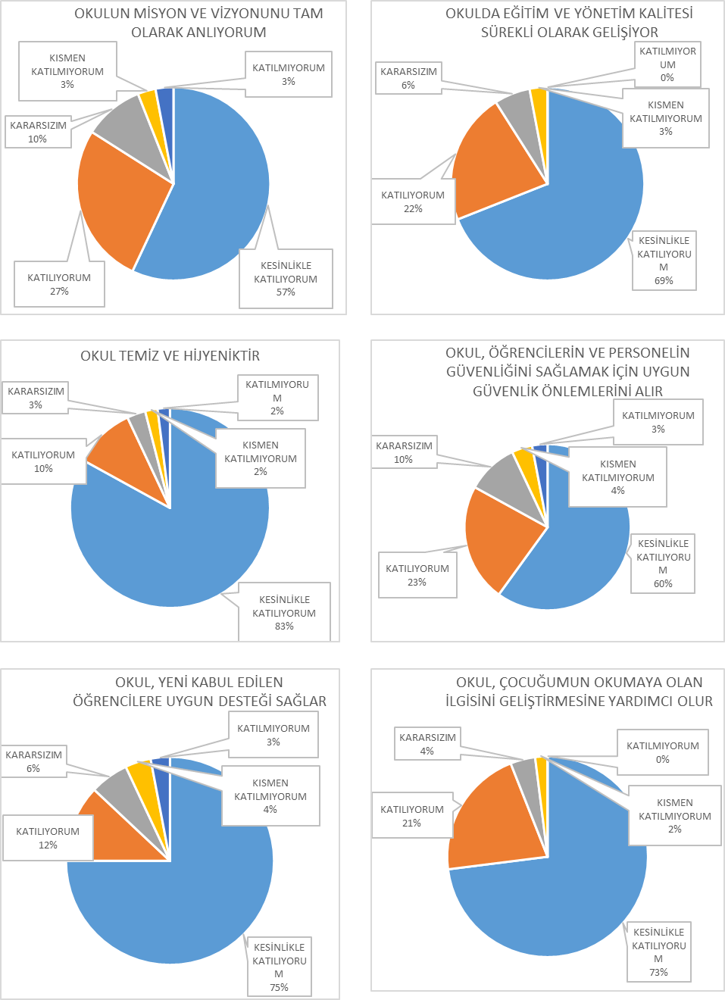 OKULUN MİSYON VE VİZYONUNU TAM
OLARAK ANLIYORUM
KISMEN
KATILMIYORUM
3%
KATILMIYORUM
3%
KARARSIZIM
10%
KATILIYORUM
27%
KESİNLİKLE
KATILIYORUM
57%
OKULDA EĞİTİM VE YÖNETİM KALİTESİ
SÜREKLİ OLARAK GELİŞİYOR
KATILMIYOR
UM
0%
KARARSIZIM
6%
KISMEN
KATILMIYORUM
3%
KATILIYORUM
22%
KESİNLİKLE
KATILIYORU
M
69%
OKUL TEMİZ VE HİJYENİKTİR
KATILMIYORU
M
2%
KARARSIZIM
3%
KISMEN
KATILMIYORUM
2%
KATILIYORUM
10%
KESİNLİKLE
KATILIYORUM
83%
OKUL, ÖĞRENCİLERİN VE PERSONELİN
GÜVENLİĞİNİ SAĞLAMAK İÇİN UYGUN
GÜVENLİK ÖNLEMLERİNİ ALIR
KATILMIYORUM
3%
KARARSIZIM
10%
KISMEN
KATILMIYORUM
4%
KATILIYORUM
23%
KESİNLİKLE
KATILIYORU
M
60%
OKUL, YENİ KABUL EDİLEN
ÖĞRENCİLERE UYGUN DESTEĞİ SAĞLAR
KATILMIYORUM
3%
KARARSIZIM
6%
KISMEN
KATILMIYORUM
4%
KATILIYORUM
12%
KESİNLİKLE
KATILIYORU
M
75%
OKUL, ÇOCUĞUMUN OKUMAYA OLAN
İLGİSİNİ GELİŞTİRMESİNE YARDIMCI OLUR
KARARSIZIM
4%
KATILMIYORUM
0%
KISMEN
KATILMIYORUM
2%
KATILIYORUM
21%
KESİNLİKLE
KATILIYORU
M
73%